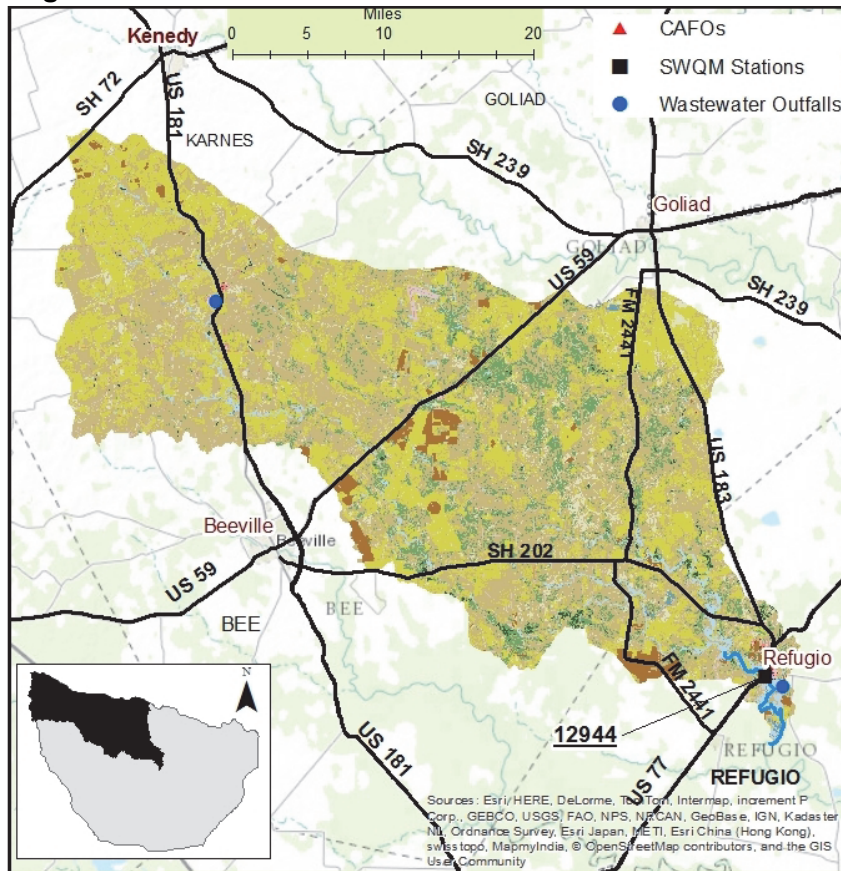 Miles
0 5 10 20
CAFOs
SWQM Stations
Wastewater Outfalls
Kenedy
SH 72
US 181
KARNES
GOLIAD
SH 239
Goliad
GOLIAD
US 59
FM 2441
SH 239
US 183
Beeville
SH 202
US 59
BEE
BEE
Refugio
FM 2441
12944
REFUGIO
REFUGIO
US 181
US 77
N
Sources: Esri, HERE, DeLorme, TomTom, Intermap, increment P
Corp., GEBCO, USGS, FAO, NPS, NRCAN, GeoBase, IGN, Kadaster
NL, Ordnance Survey, Esri Japan, METI, Esri China (Hong Kong),
swisstopo, MapmyIndia, © OpenStreetMap contributors, and the GIS
User Community